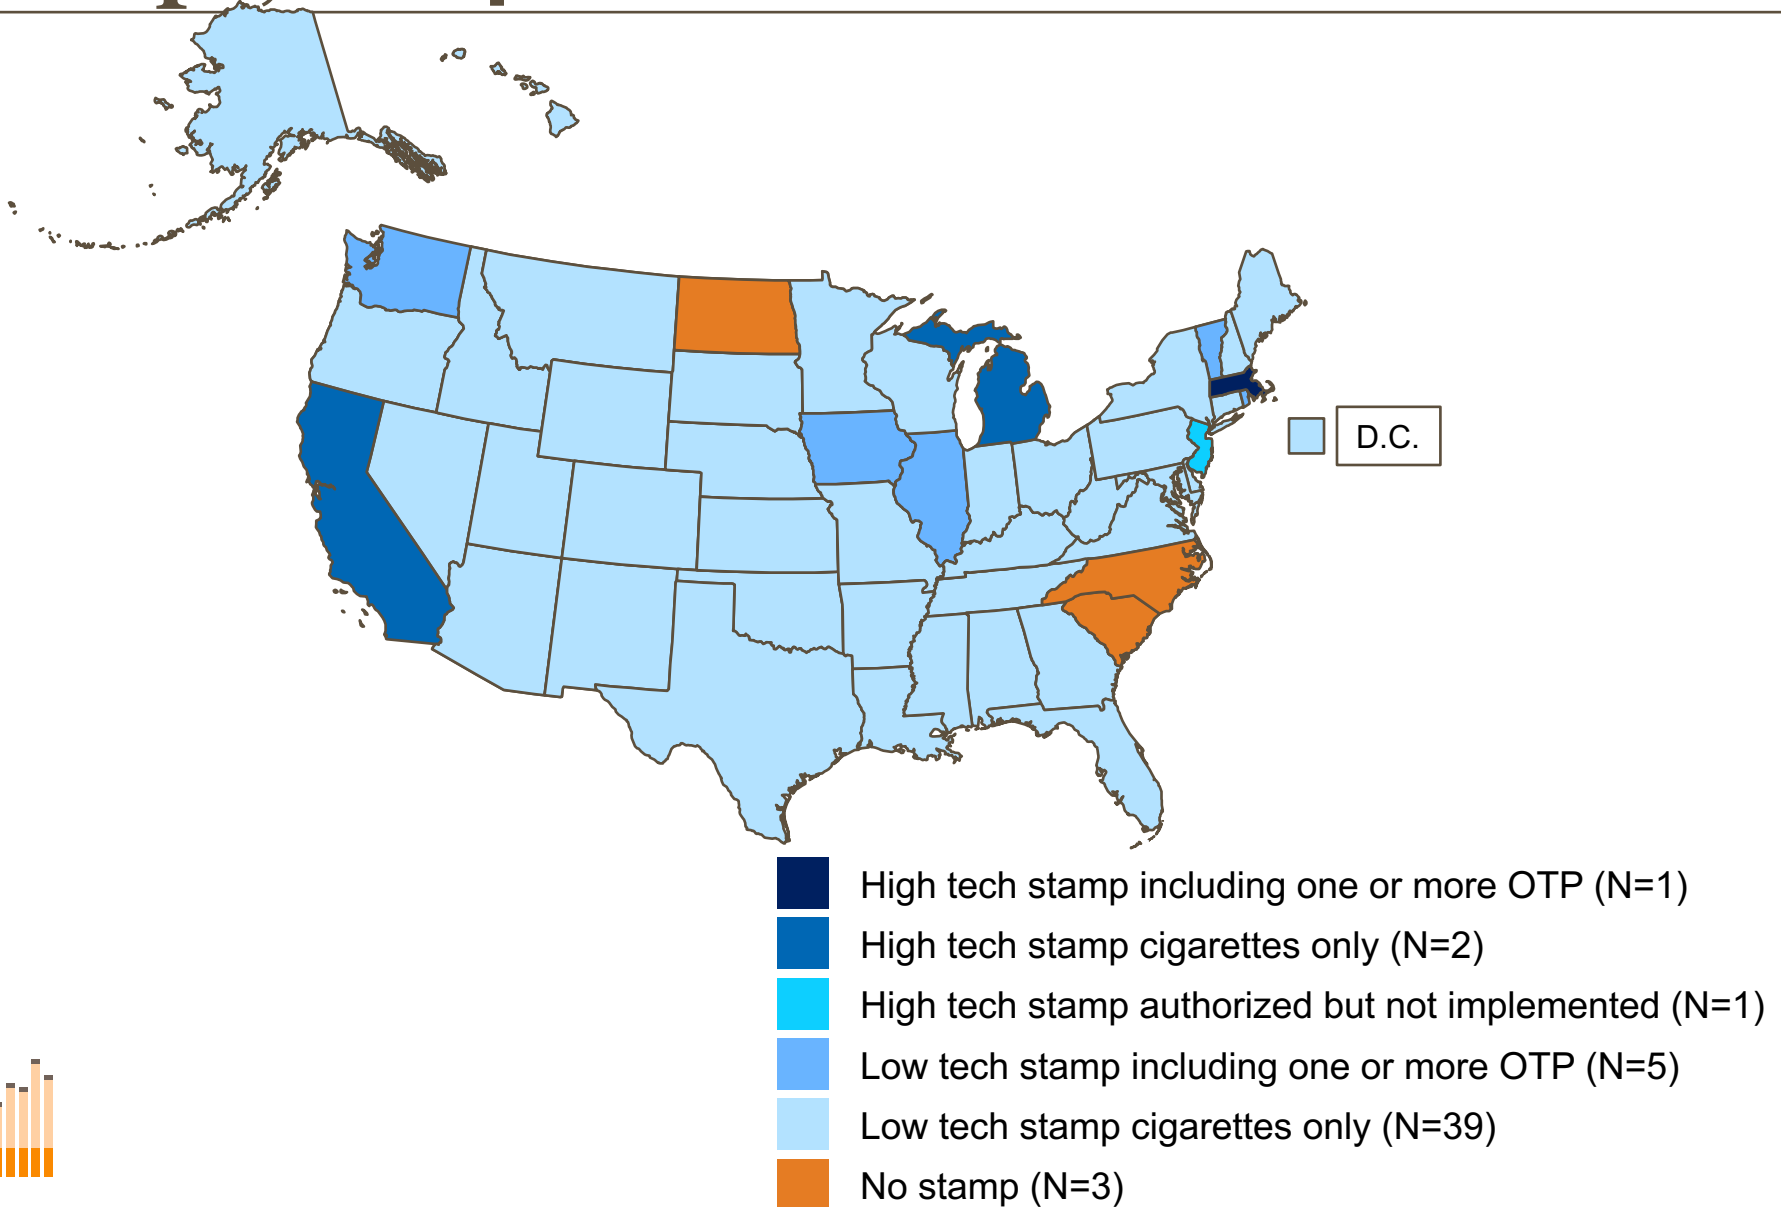 D.C.
High tech stamp including one or more OTP (N=1)
High tech stamp cigarettes only (N=2)
High tech stamp authorized but not implemented (N=1)
Low tech stamp including one or more OTP (N=5)
Low tech stamp cigarettes only (N=39)
No stamp (N=3)